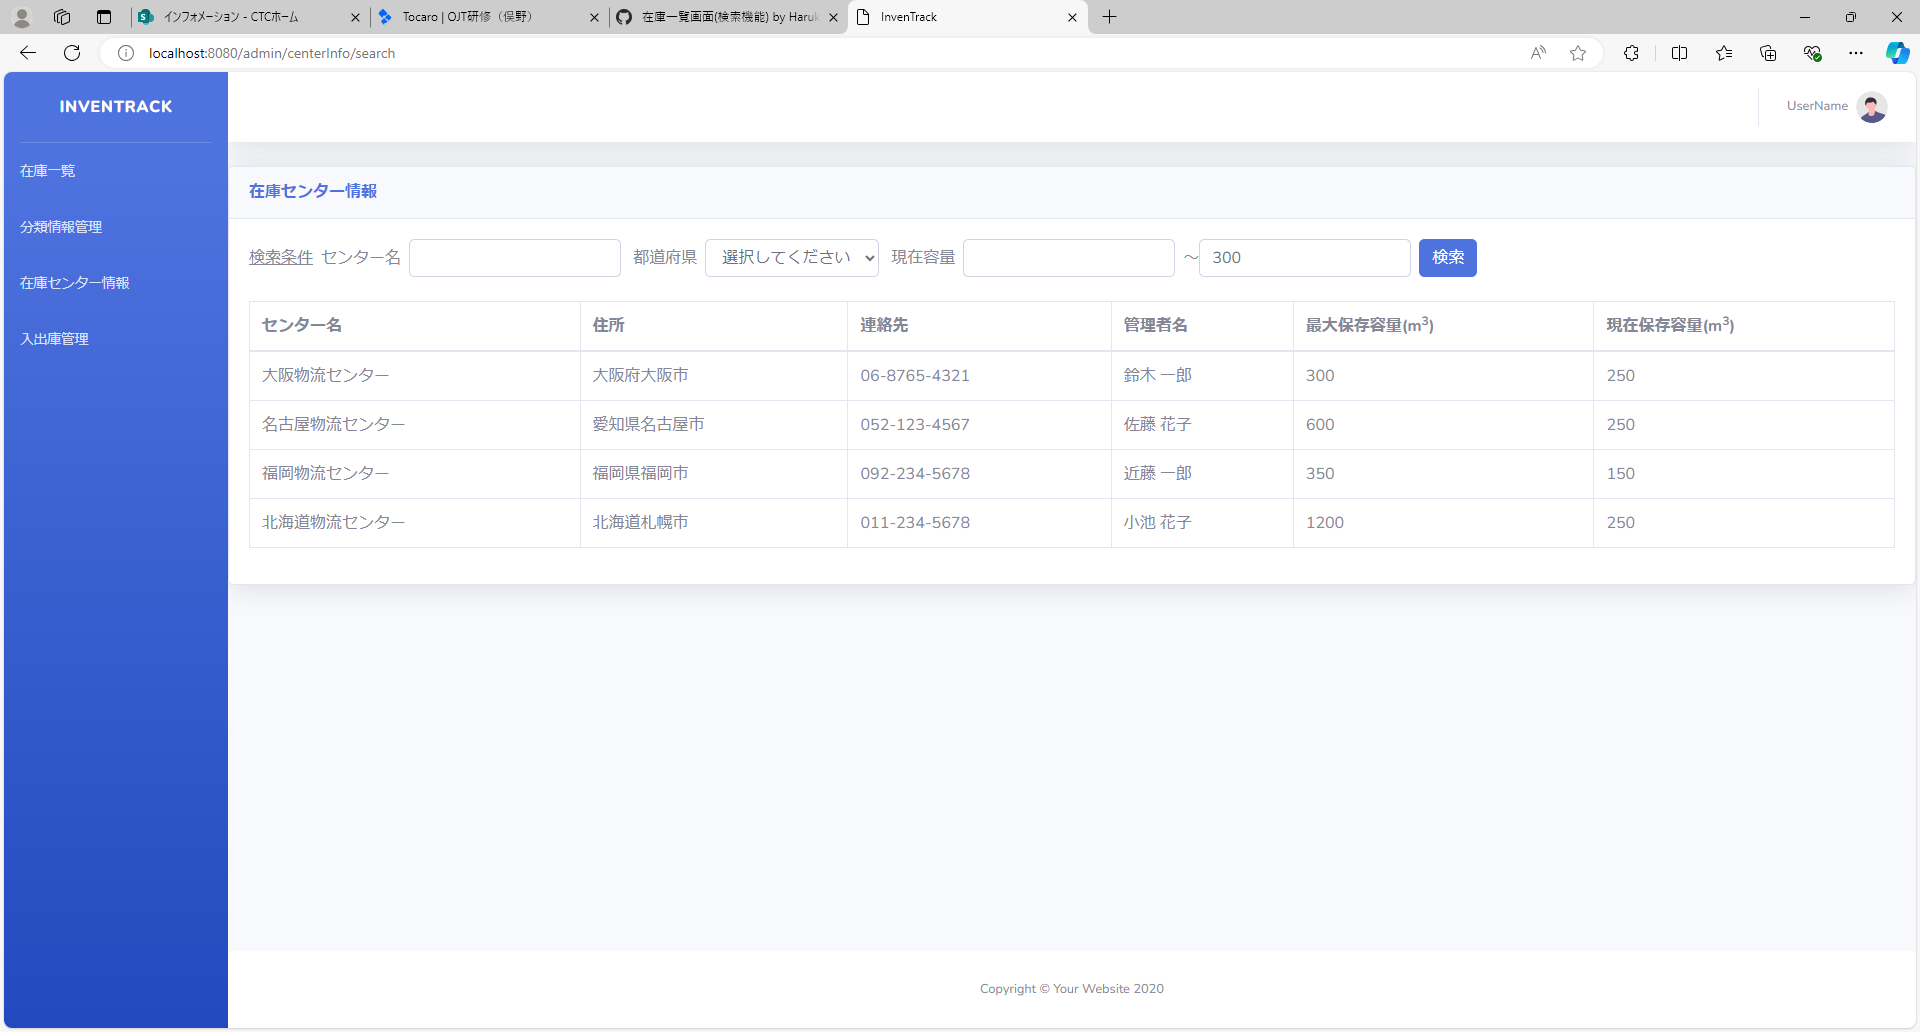 インフォメーション - CTCホーム
Tocaro | OJT研修（俣野）
在庫一覧画面(検索機能) by Haruk
InvenTrack
localhost:8080/admin/centerInfo/search
INVENTRACK
UserName
在庫一覧
分類情報管理
在庫センター情報
入出庫管理
在庫センター情報
検索条件 センター名 都道府県 選択してください 現在容量 ～ 300 検索
センター名 住所 連絡先 管理者名 最大保存容量(m³) 現在保存容量(m³)
大阪物流センター 大阪府大阪市 06-8765-4321 鈴木 一郎 300 250
名古屋物流センター 愛知県名古屋市 052-123-4567 佐藤 花子 600 250
福岡物流センター 福岡県福岡市 092-234-5678 近藤 一郎 350 150
北海道物流センター 北海道札幌市 011-234-5678 小池 花子 1200 250
Copyright © Your Website 2020